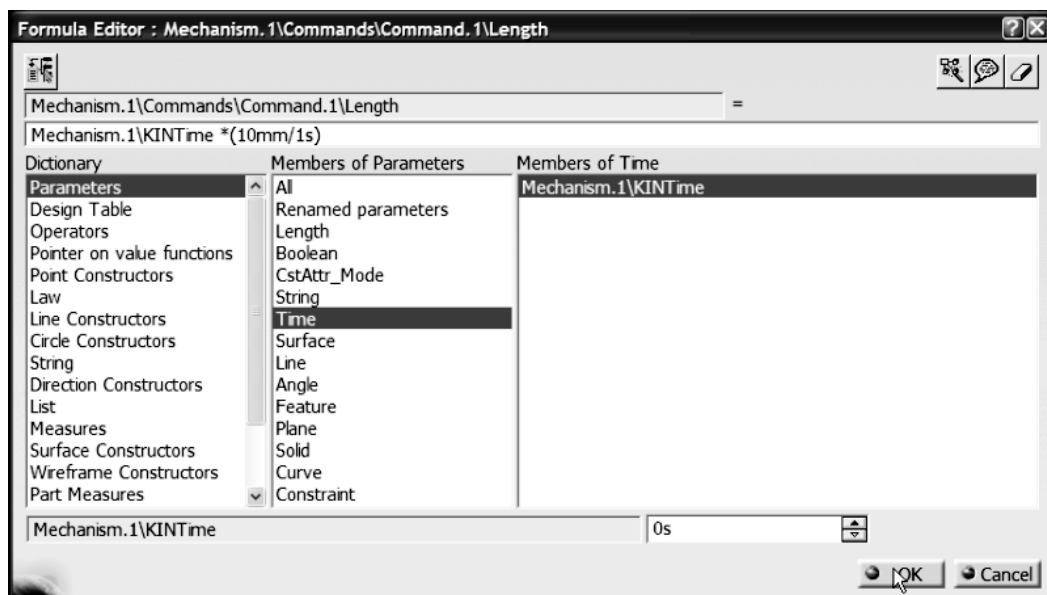 Formula Editor : Mechanism.1\Commands\Command.1\Length
Mechanism.1\Commands\Command.1\Length =
Mechanism.1\KINTime *(10mm/1s)
Dictionary
Parameters
Design Table
Operators
Pointer on value functions
Point Constructors
Law
Line Constructors
Circle Constructors
String
Direction Constructors
List
Measures
Surface Constructors
Wireframe Constructors
Part Measures
Members of Parameters
All
Renamed parameters
Length
Boolean
CstAttr_Mode
String
Time
Surface
Line
Angle
Feature
Plane
Solid
Curve
Constraint
Members of Time
Mechanism.1\KINTime
Mechanism.1\KINTime 0s
OK Cancel